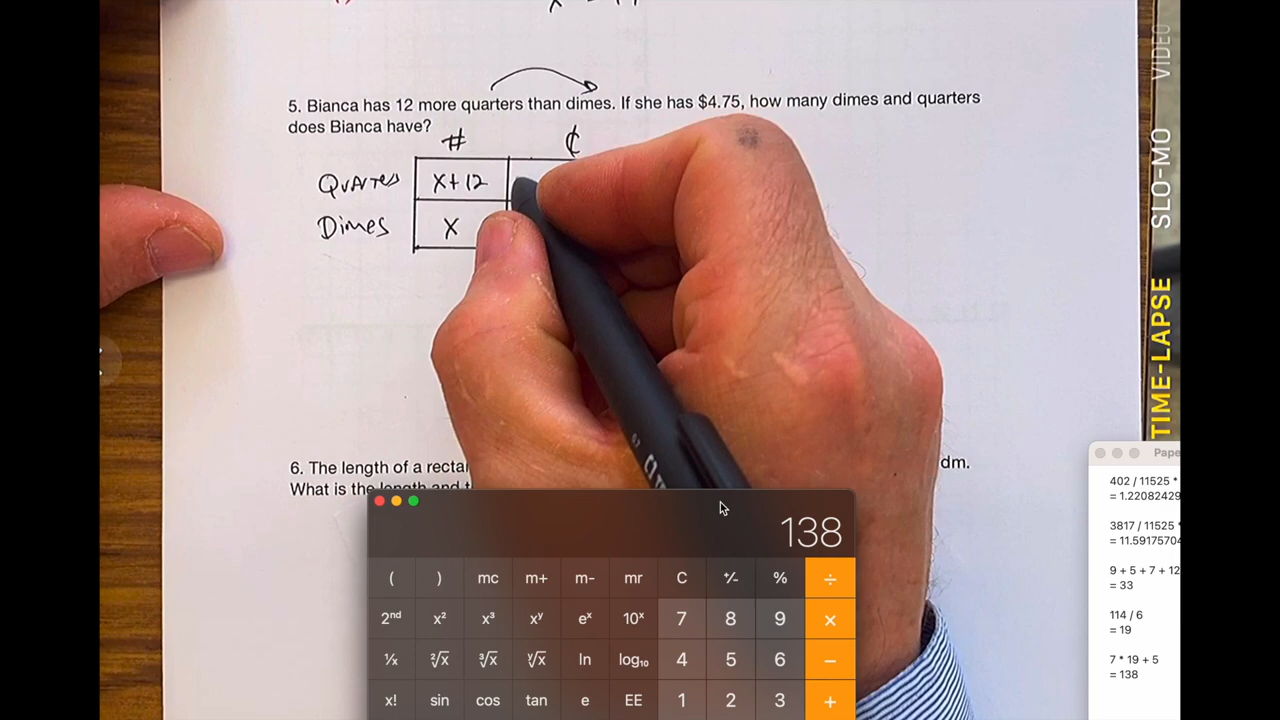 5. Bianca has 12 more quarters than dimes. If she has $4.75, how many dimes and quarters
does Bianca have?
# ¢
Quarters x+12
Dimes x
6. The length of a recta
dm.
What is the length and t
VIDEO
SLO-MO
TIME-LAPSE
138
( ) mc m+ m- mr C +/- % ÷
2nd x² x³ xʸ eˣ 10ˣ 7 8 9 ×
1/x ²√x ³√x ʸ√x ln log₁₀ 4 5 6 −
x! sin cos tan e EE 1 2 3 +
Pape
402 / 11525 *
= 1.22082429
3817 / 11525 *
= 11.59175704
9 + 5 + 7 + 12
= 33
114 / 6
= 19
7 * 19 + 5
= 138